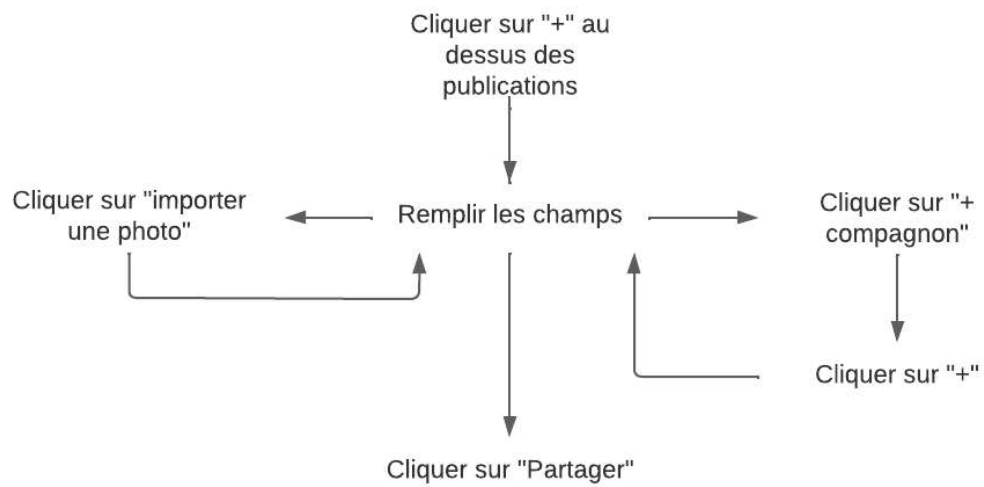 Cliquer sur "+" au
dessus des
publications
Cliquer sur "importer
une photo"
Remplir les champs
Cliquer sur "+
compagnon"
Cliquer sur "+"
Cliquer sur "Partager"